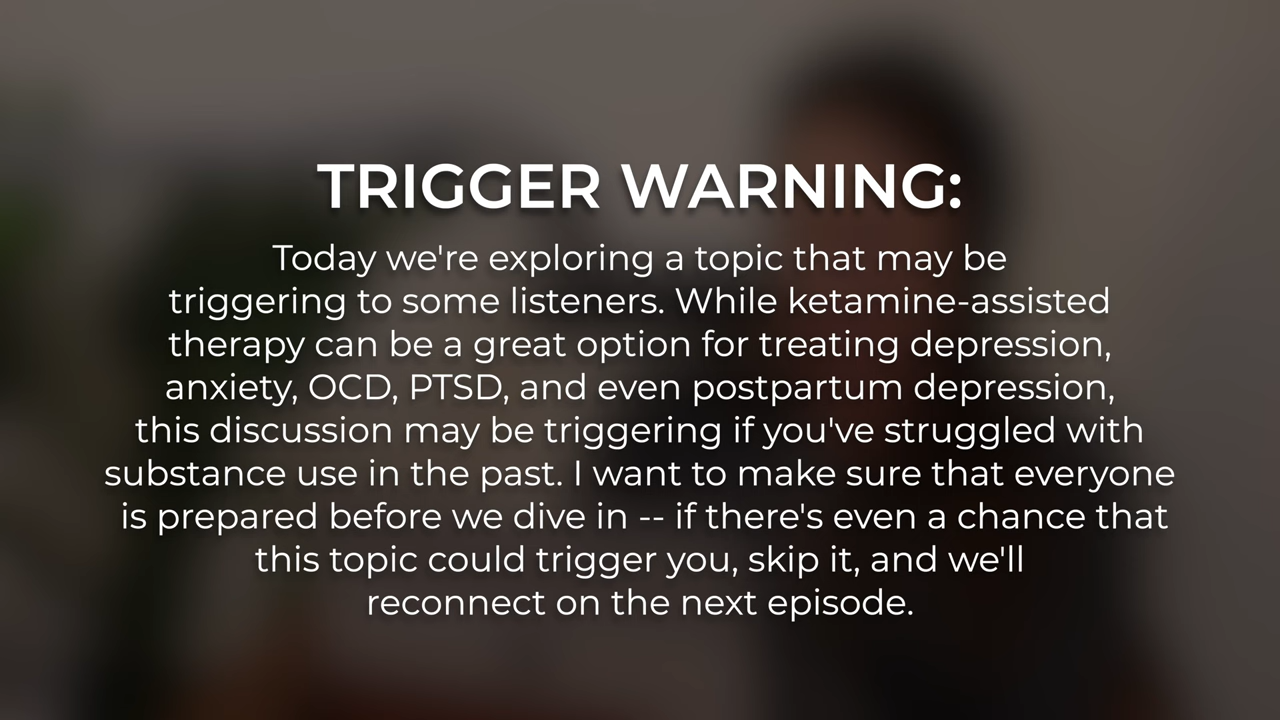 TRIGGER WARNING:
Today we're exploring a topic that may be
triggering to some listeners. While ketamine-assisted
therapy can be a great option for treating depression,
anxiety, OCD, PTSD, and even postpartum depression,
this discussion may be triggering if you've struggled with
substance use in the past. I want to make sure that everyone
is prepared before we dive in -- if there's even a chance that
this topic could trigger you, skip it, and we'll
reconnect on the next episode.